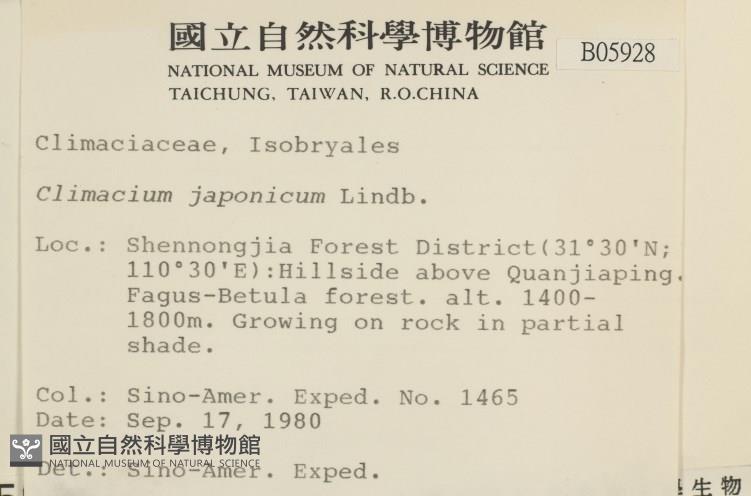 國立自然科學博物館
NATIONAL MUSEUM OF NATURAL SCIENCE
TAICHUNG, TAIWAN, R.O.CHINA
B05928
Climaciaceae, Isobryales
Climacium japonicum Lindb.
Loc.: Shennongjia Forest District(31°30'N;
110°30'E):Hillside above Quanjiaping.
Fagus-Betula forest. alt. 1400-
1800m. Growing on rock in partial
shade.
Col.: Sino-Amer. Exped. No. 1465
Date: Sep. 17, 1980
國立自然科學博物館
NATIONAL MUSEUM OF NATURAL SCIENCE
Det.: Sino-Amer. Exped.
生物